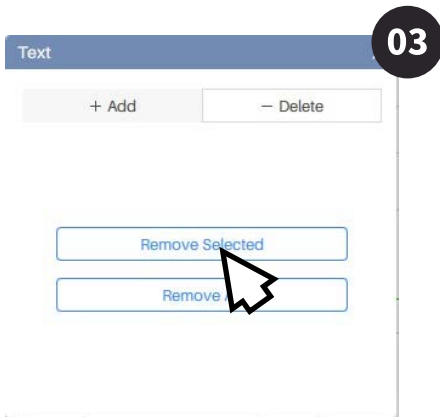 03
Text
+ Add
− Delete
Remove Selected
Remove